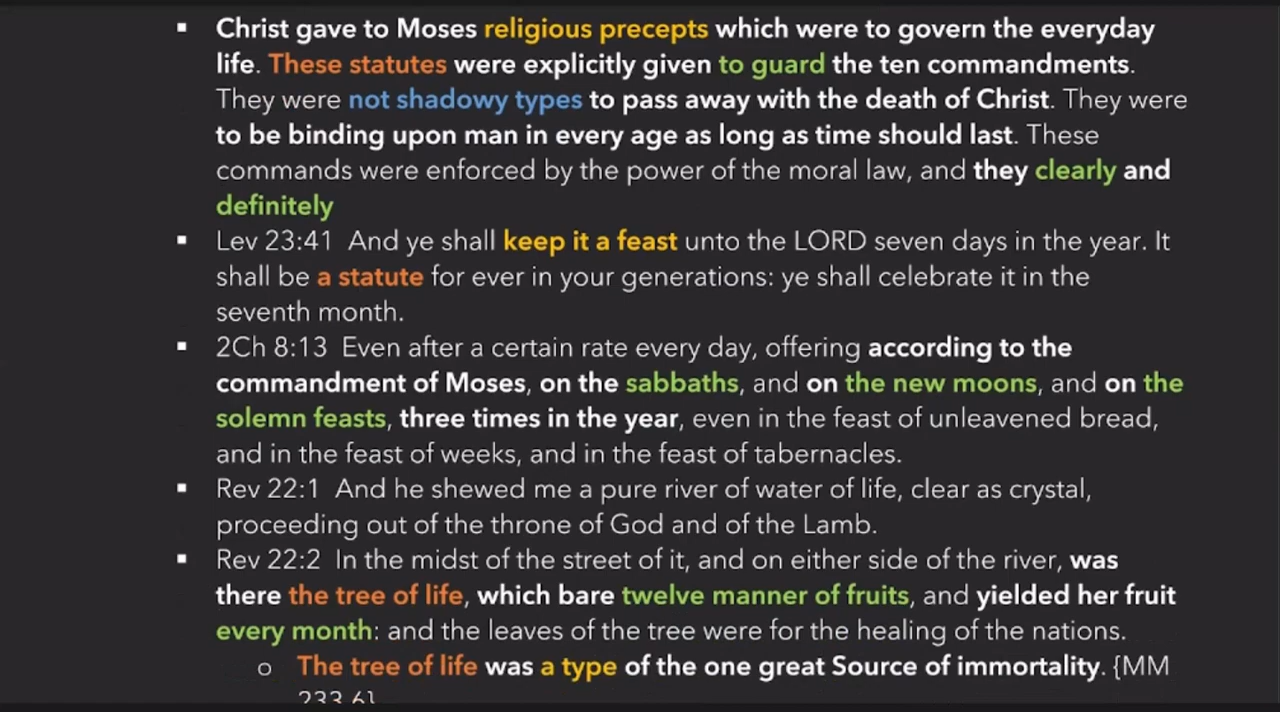 ▪ Christ gave to Moses religious precepts which were to govern the everyday
life. These statutes were explicitly given to guard the ten commandments.
They were not shadowy types to pass away with the death of Christ. They were
to be binding upon man in every age as long as time should last. These
commands were enforced by the power of the moral law, and they clearly and
definitely
▪ Lev 23:41 And ye shall keep it a feast unto the LORD seven days in the year. It
shall be a statute for ever in your generations: ye shall celebrate it in the
seventh month.
▪ 2Ch 8:13 Even after a certain rate every day, offering according to the
commandment of Moses, on the sabbaths, and on the new moons, and on the
solemn feasts, three times in the year, even in the feast of unleavened bread,
and in the feast of weeks, and in the feast of tabernacles.
▪ Rev 22:1 And he shewed me a pure river of water of life, clear as crystal,
proceeding out of the throne of God and of the Lamb.
▪ Rev 22:2 In the midst of the street of it, and on either side of the river, was
there the tree of life, which bare twelve manner of fruits, and yielded her fruit
every month: and the leaves of the tree were for the healing of the nations.
o The tree of life was a type of the one great Source of immortality. {MM
233.6}